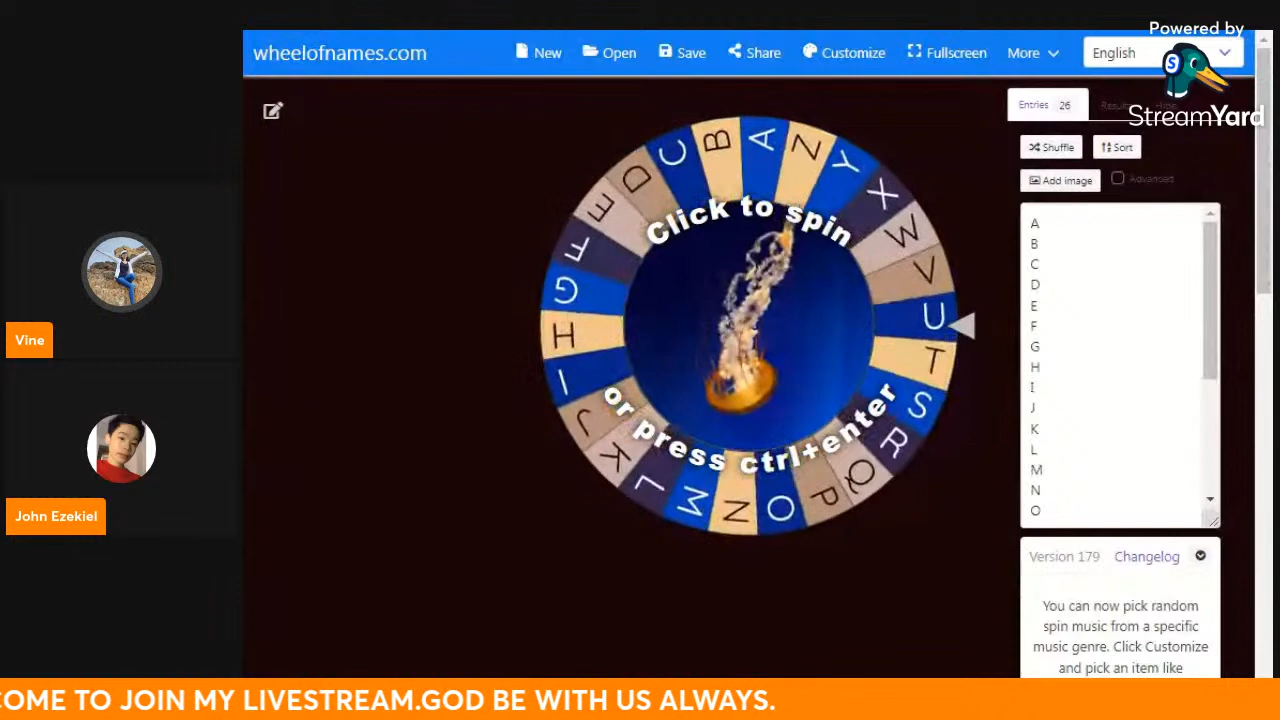 Powered by
StreamYard
wheelofnames.com
New
Open
Save
Share
Customize
Fullscreen
More
English
Entries 26
Results
Hide
Shuffle
Sort
Add image
Advanced
A
B
C
D
E
F
G
H
I
J
K
L
M
N
O
Click to spin
or press ctrl+enter
A
Z
Y
X
W
V
U
T
S
R
Q
P
O
N
M
L
K
J
I
H
G
F
E
D
C
B
Version 179 Changelog
You can now pick random
spin music from a specific
music genre. Click Customize
and pick an item like
Vine
John Ezekiel
COME TO JOIN MY LIVESTREAM.GOD BE WITH US ALWAYS.